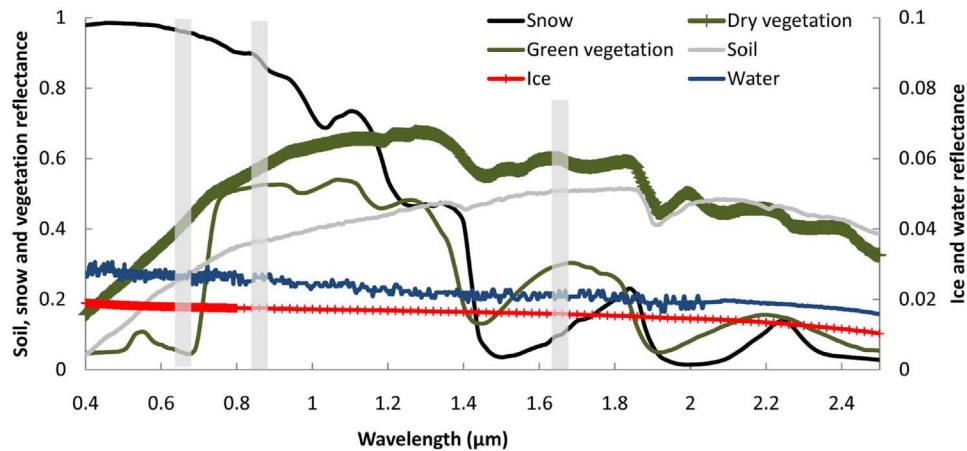 Soil, snow and vegetation reflectance
1
0.8
0.6
0.4
0.2
0
Snow
Dry vegetation
Green vegetation
Soil
Ice
Water
0.1
0.08
0.06
0.04
0.02
0
Ice and water reflectance
0.4 0.6 0.8 1 1.2 1.4 1.6 1.8 2 2.2 2.4
Wavelength (μm)